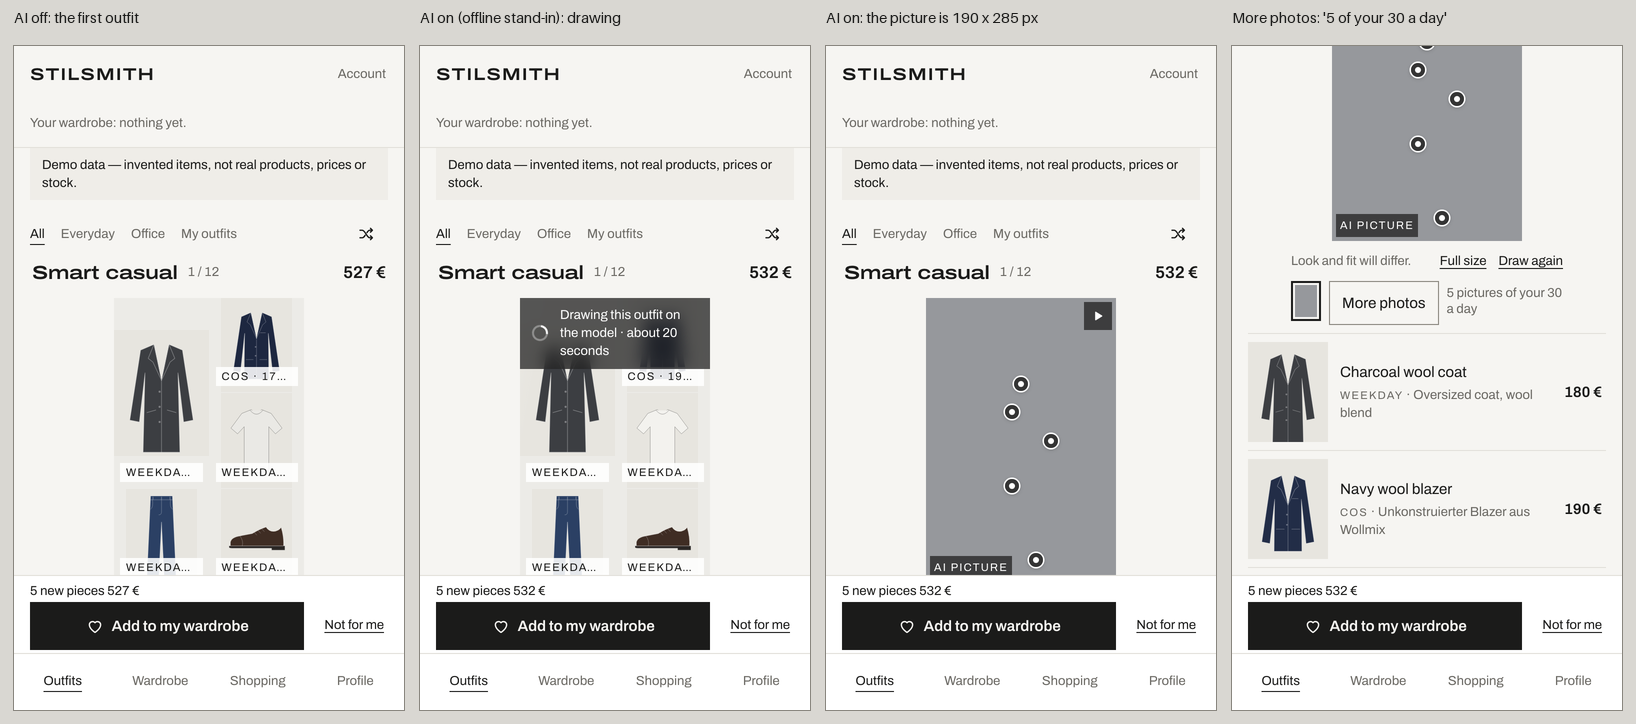 AI off: the first outfit
STILSMITH
Account
Your wardrobe: nothing yet.
Demo data — invented items, not real products, prices or
stock.
All Everyday Office My outfits
Smart casual 1 / 12 527 €
COS · 17...
WEEKDA... WEEKDA...
WEEKDA... WEEKDA...
5 new pieces 527 €
Add to my wardrobe Not for me
Outfits Wardrobe Shopping Profile
AI on (offline stand-in): drawing
STILSMITH
Account
Your wardrobe: nothing yet.
Demo data — invented items, not real products, prices or
stock.
All Everyday Office My outfits
Smart casual 1 / 12 532 €
Drawing this outfit on
the model · about 20
seconds
COS · 19...
WEEKDA... WEEKDA...
WEEKDA... WEEKDA...
5 new pieces 532 €
Add to my wardrobe Not for me
Outfits Wardrobe Shopping Profile
AI on: the picture is 190 x 285 px
STILSMITH
Account
Your wardrobe: nothing yet.
Demo data — invented items, not real products, prices or
stock.
All Everyday Office My outfits
Smart casual 1 / 12 532 €
AI PICTURE
5 new pieces 532 €
Add to my wardrobe Not for me
Outfits Wardrobe Shopping Profile
More photos: '5 of your 30 a day'
AI PICTURE
Look and fit will differ. Full size Draw again
More photos
5 pictures of your 30
a day
Charcoal wool coat
WEEKDAY · Oversized coat, wool
blend
180 €
Navy wool blazer
COS · Unkonstruierter Blazer aus
Wollmix
190 €
5 new pieces 532 €
Add to my wardrobe Not for me
Outfits Wardrobe Shopping Profile